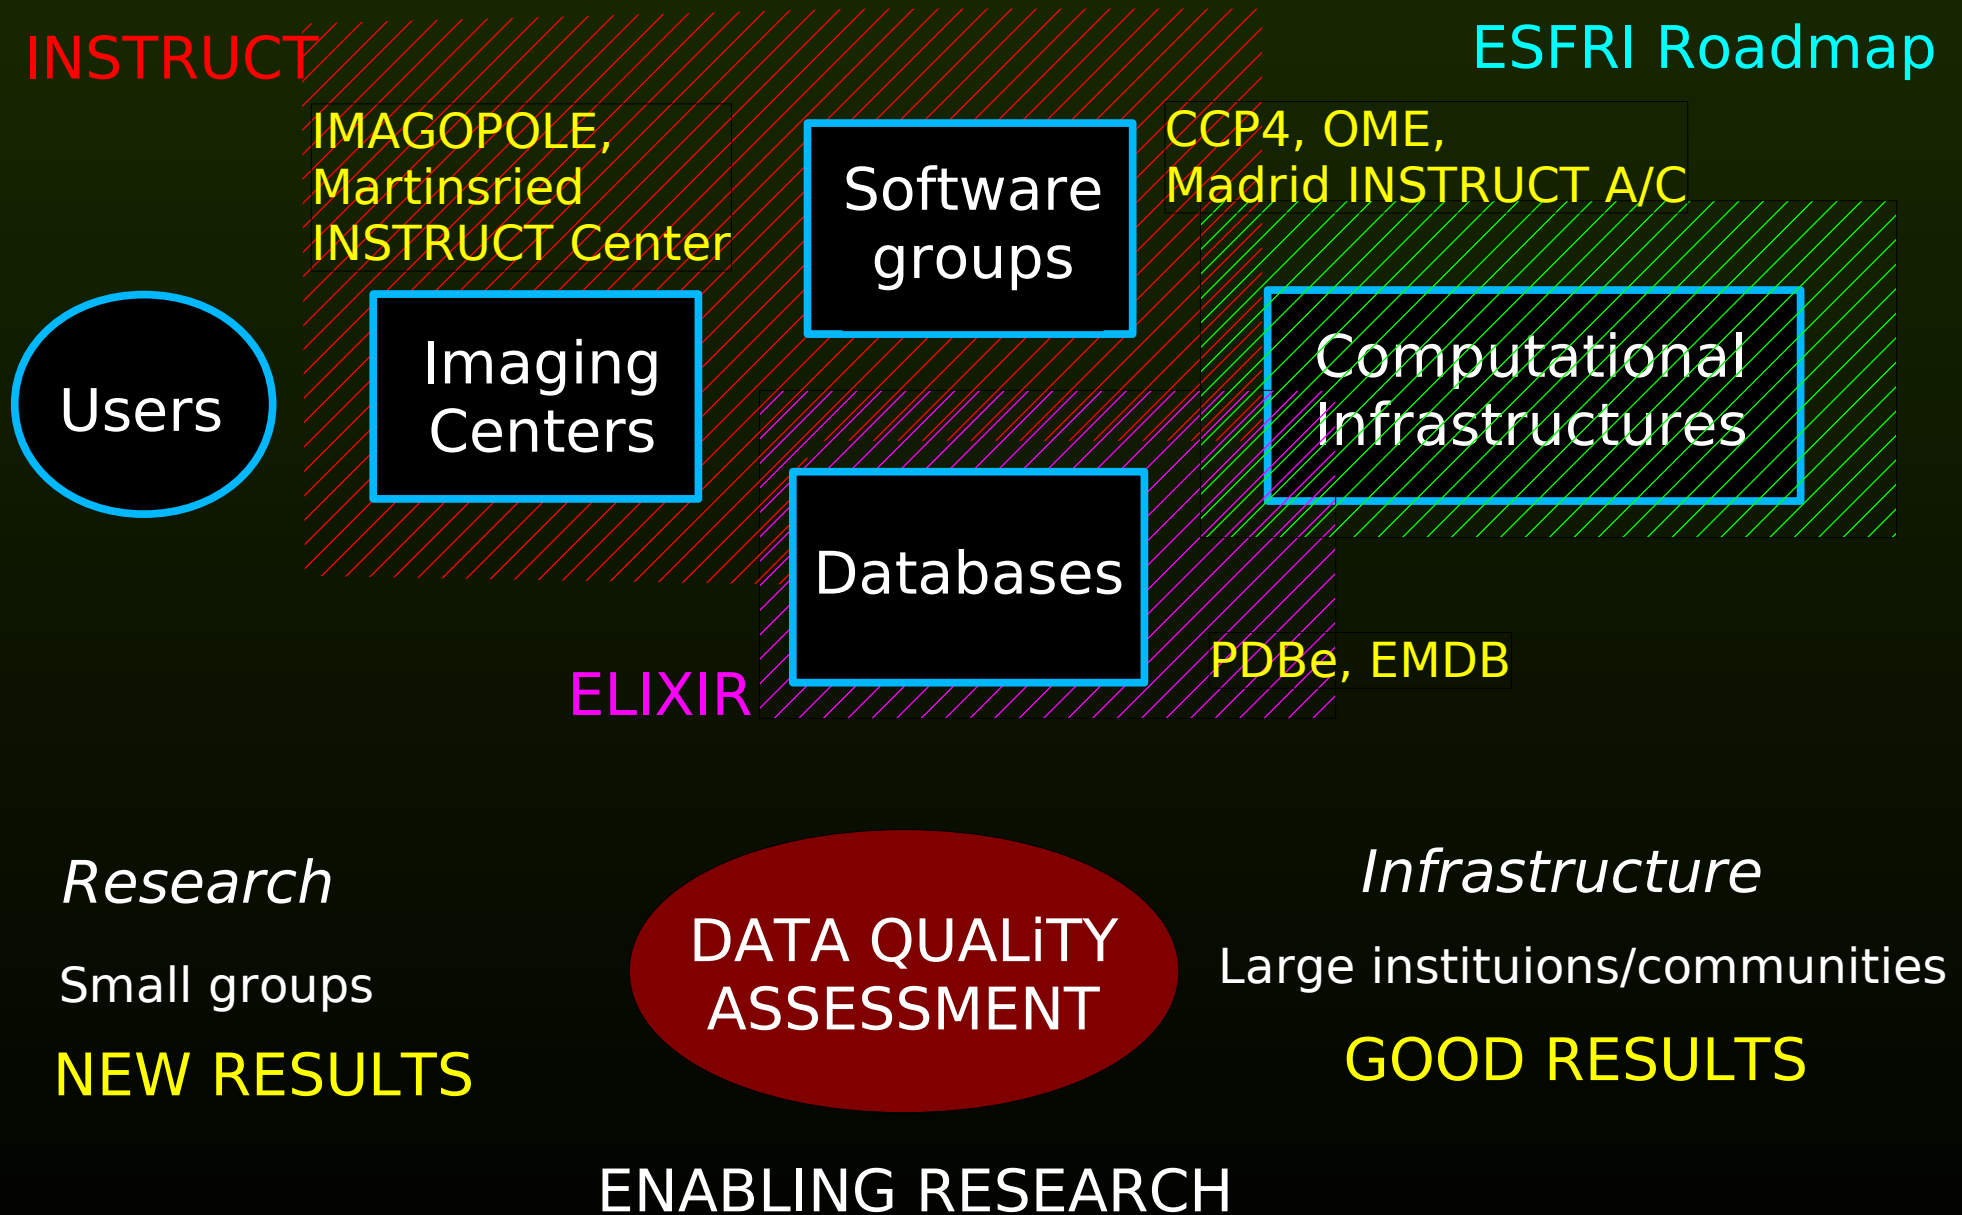 INSTRUCT
ESFRI Roadmap
IMAGOPOLE,
Martinsried
INSTRUCT Center
Software
groups
CCP4, OME,
Madrid INSTRUCT A/C
Users
Imaging
Centers
Computational
Infrastructures
Databases
ELIXIR
PDBe, EMDB
Research
Small groups
NEW RESULTS
DATA QUALiTY
ASSESSMENT
Infrastructure
Large instituions/communities
GOOD RESULTS
ENABLING RESEARCH